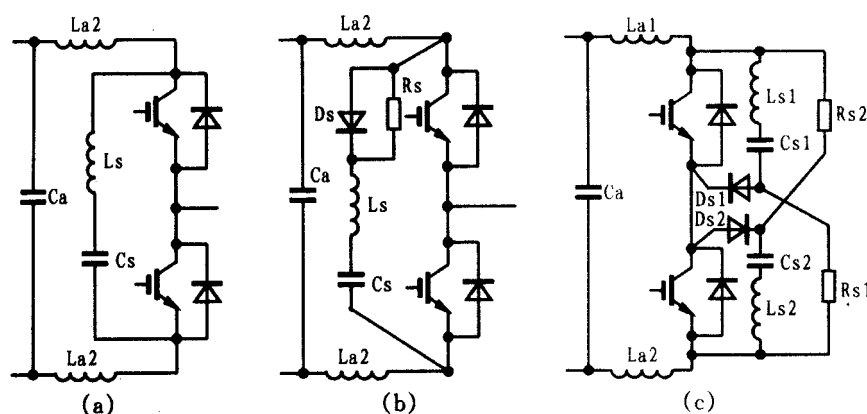 La2
Ls
Ca
Cs
La2
(a)
La2
Rs
Ds
Ca
Ls
Cs
La2
(b)
La1
Ls1
Rs2
Cs1
Ca
Ds1
Ds2
Cs2
Rs1
Ls2
La2
(c)